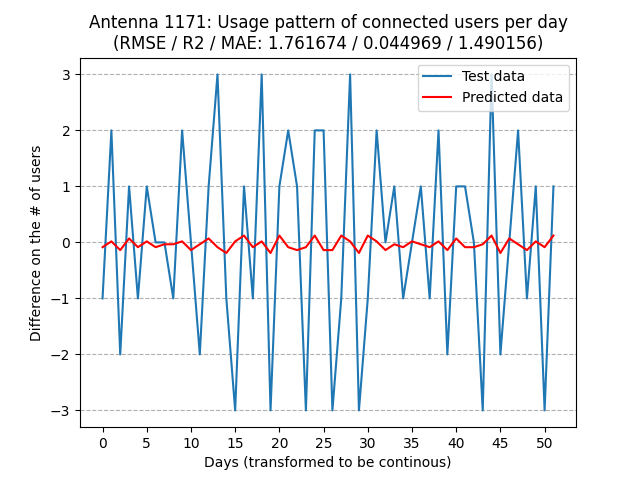 Antenna 1171: Usage pattern of connected users per day
(RMSE / R2 / MAE: 1.761674 / 0.044969 / 1.490156)
Test data
Predicted data
Difference on the # of users
3
2
1
0
−1
−2
−3
0 5 10 15 20 25 30 35 40 45 50
Days (transformed to be continous)